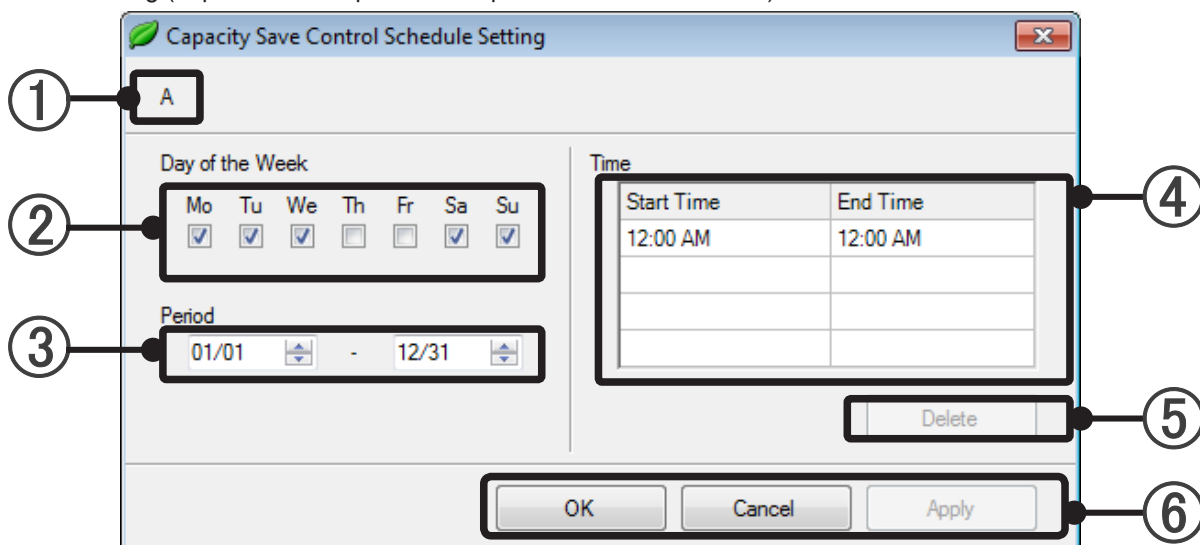 Capacity Save Control Schedule Setting
① A
Day of the Week
② Mo Tu We Th Fr Sa Su
Period
③ 01/01 - 12/31
Time
④
Start Time End Time
12:00 AM 12:00 AM
Delete ⑤
OK Cancel Apply ⑥